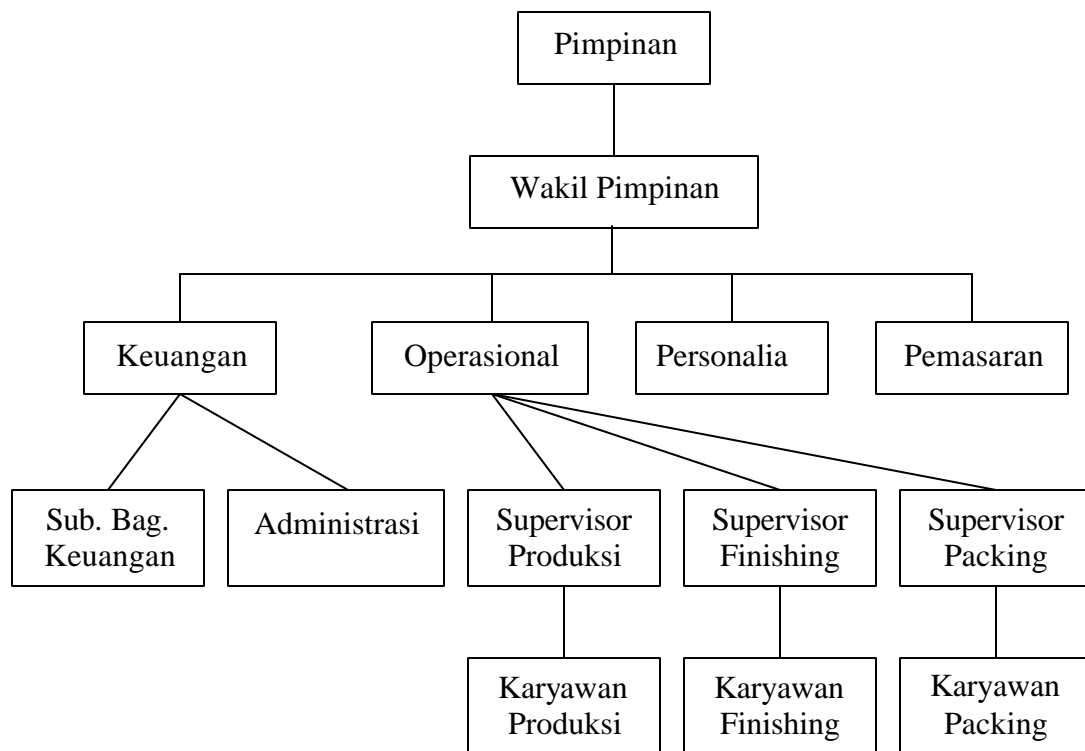 Pimpinan
Wakil Pimpinan
Keuangan
Operasional
Personalia
Pemasaran
Sub. Bag.
Keuangan
Administrasi
Supervisor
Produksi
Supervisor
Finishing
Supervisor
Packing
Karyawan
Produksi
Karyawan
Finishing
Karyawan
Packing